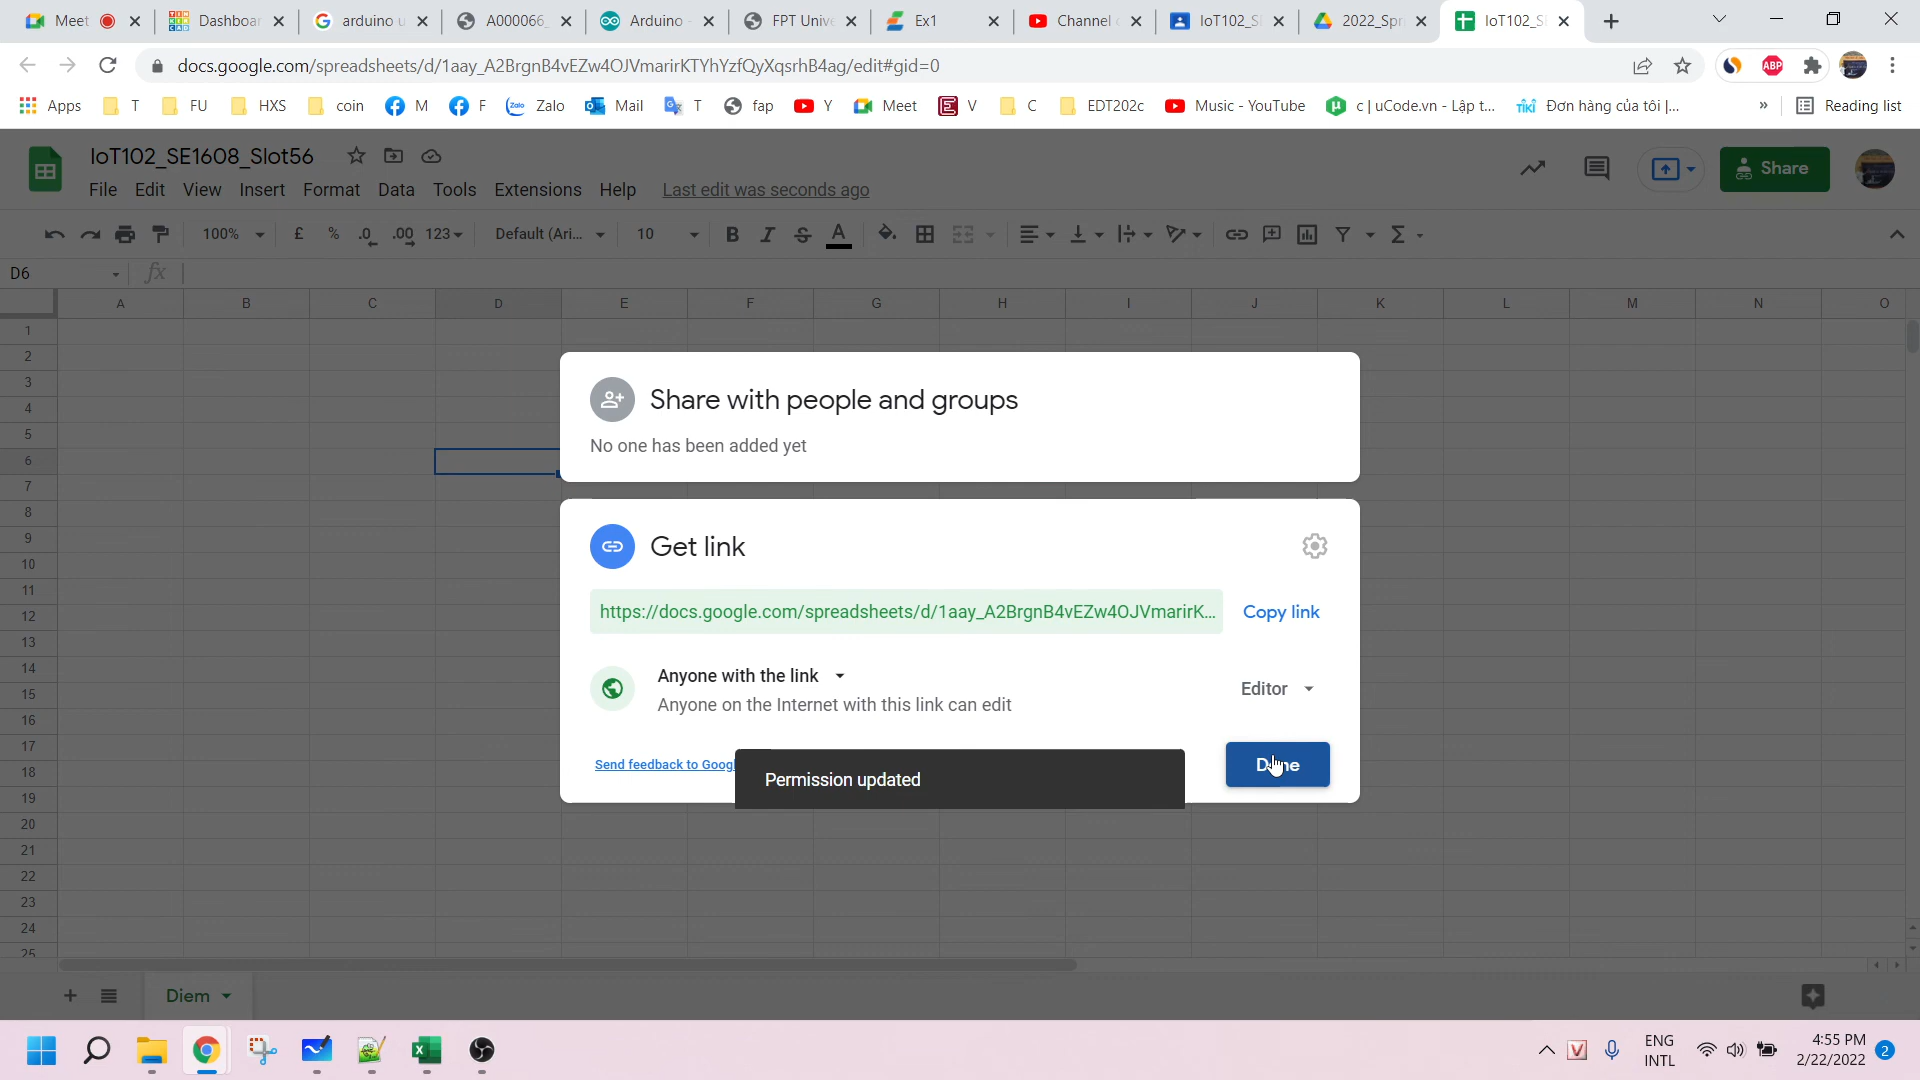 Meet
Dashboar
arduino u
A000066_
Arduino -
FPT Unive
Ex1
Channel c
IoT102_S
2022_Spr
IoT102_S
docs.google.com/spreadsheets/d/1aay_A2BrgnB4vEZw4OJVmarirKTYhYzfQyXqsrhB4ag/edit#gid=0
ABP
Apps T FU HXS coin M F Zalo Mail T fap Y Meet V C EDT202c Music - YouTube c | uCode.vn - Lập t... Đơn hàng của tôi |... » Reading list
IoT102_SE1608_Slot56
File Edit View Insert Format Data Tools Extensions Help Last edit was seconds ago
Share
100% £ % .0 .00 123 Default (Ari... 10 B I S A Σ
D6 fx
A B C D E F G H I J K L M N O
1
2
3
4
5
6
7
8
9
10
11
12
13
14
15
16
17
18
19
20
21
22
23
24
25
Share with people and groups
No one has been added yet
Get link
https://docs.google.com/spreadsheets/d/1aay_A2BrgnB4vEZw4OJVmarirK... Copy link
Anyone with the link
Anyone on the Internet with this link can edit
Editor
Send feedback to Googl
Permission updated
Done
Diem
ENG
INTL
4:55 PM
2/22/2022
2